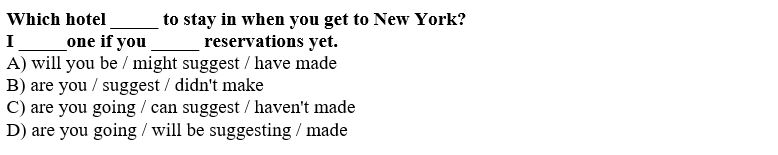 Which hotel _____ to stay in when you get to New York?
I _____one if you _____ reservations yet.
A) will you be / might suggest / have made
B) are you / suggest / didn't make
C) are you going / can suggest / haven't made
D) are you going / will be suggesting / made